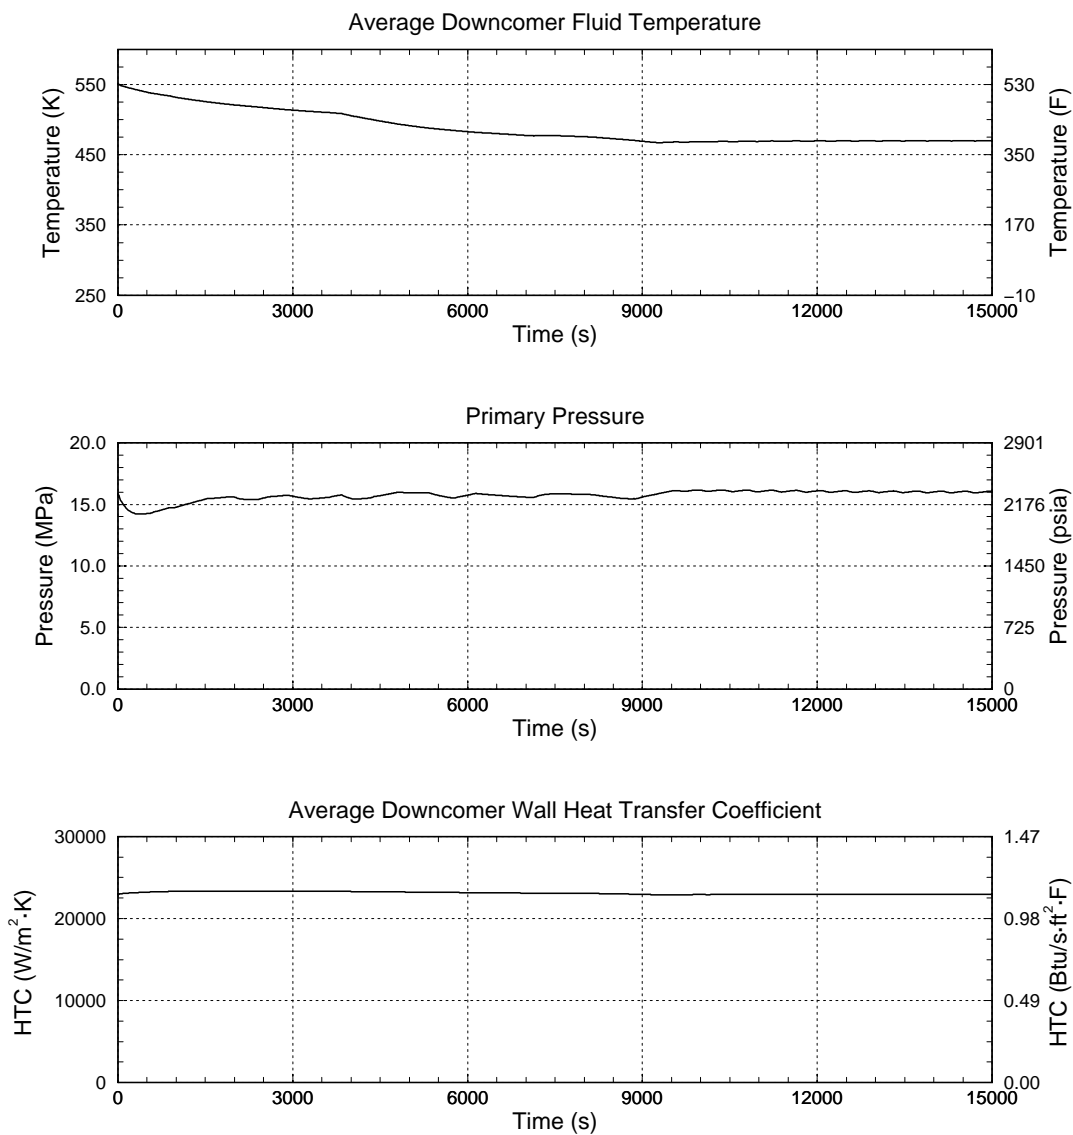 Average Downcomer Fluid Temperature
Temperature (K)
550
450
350
250
530
350
170
−10
Temperature (F)
0 3000 6000 9000 12000 15000
Time (s)
Primary Pressure
Pressure (MPa)
20.0
15.0
10.0
5.0
0.0
2901
2176
1450
725
0
Pressure (psia)
0 3000 6000 9000 12000 15000
Time (s)
Average Downcomer Wall Heat Transfer Coefficient
HTC (W/m²·K)
30000
20000
10000
0
1.47
0.98
0.49
0.00
HTC (Btu/s·ft²·F)
0 3000 6000 9000 12000 15000
Time (s)